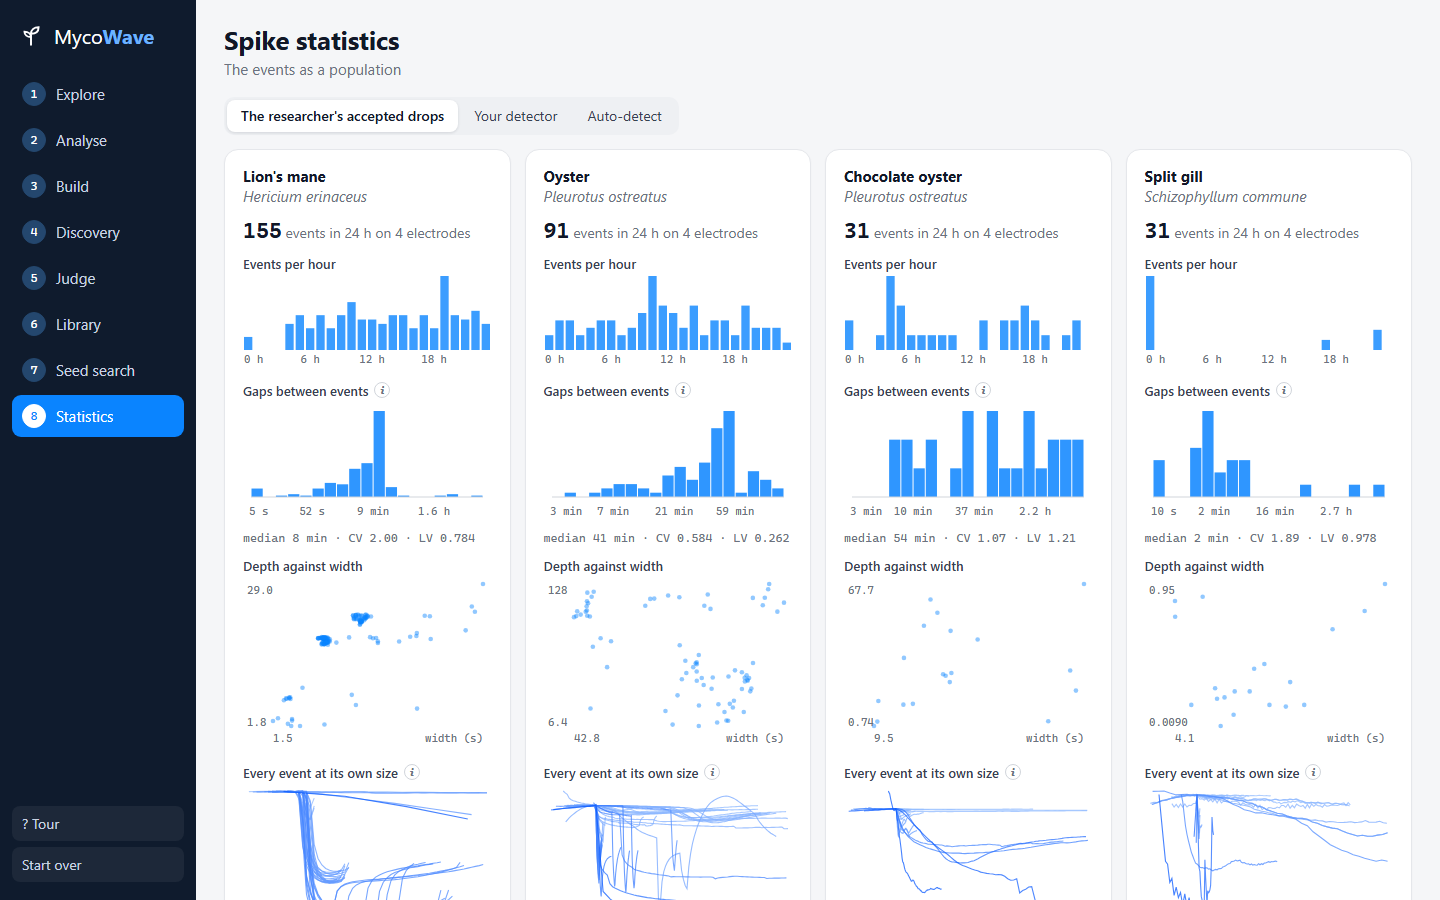 MycoWave
1 Explore
2 Analyse
3 Build
4 Discovery
5 Judge
6 Library
7 Seed search
8 Statistics
? Tour
Start over
Spike statistics
The events as a population
The researcher's accepted drops Your detector Auto-detect
Lion's mane
Hericium erinaceus
155 events in 24 h on 4 electrodes
Events per hour
0 h 6 h 12 h 18 h
Gaps between events i
5 s 52 s 9 min 1.6 h
median 8 min · CV 2.00 · LV 0.784
Depth against width
29.0
1.8
1.5 width (s)
Every event at its own size i
Oyster
Pleurotus ostreatus
91 events in 24 h on 4 electrodes
Events per hour
0 h 6 h 12 h 18 h
Gaps between events i
3 min 7 min 21 min 59 min
median 41 min · CV 0.584 · LV 0.262
Depth against width
128
6.4
42.8 width (s)
Every event at its own size i
Chocolate oyster
Pleurotus ostreatus
31 events in 24 h on 4 electrodes
Events per hour
0 h 6 h 12 h 18 h
Gaps between events i
3 min 10 min 37 min 2.2 h
median 54 min · CV 1.07 · LV 1.21
Depth against width
67.7
0.74
9.5 width (s)
Every event at its own size i
Split gill
Schizophyllum commune
31 events in 24 h on 4 electrodes
Events per hour
0 h 6 h 12 h 18 h
Gaps between events i
10 s 2 min 16 min 2.7 h
median 2 min · CV 1.89 · LV 0.978
Depth against width
0.95
0.0090
4.1 width (s)
Every event at its own size i